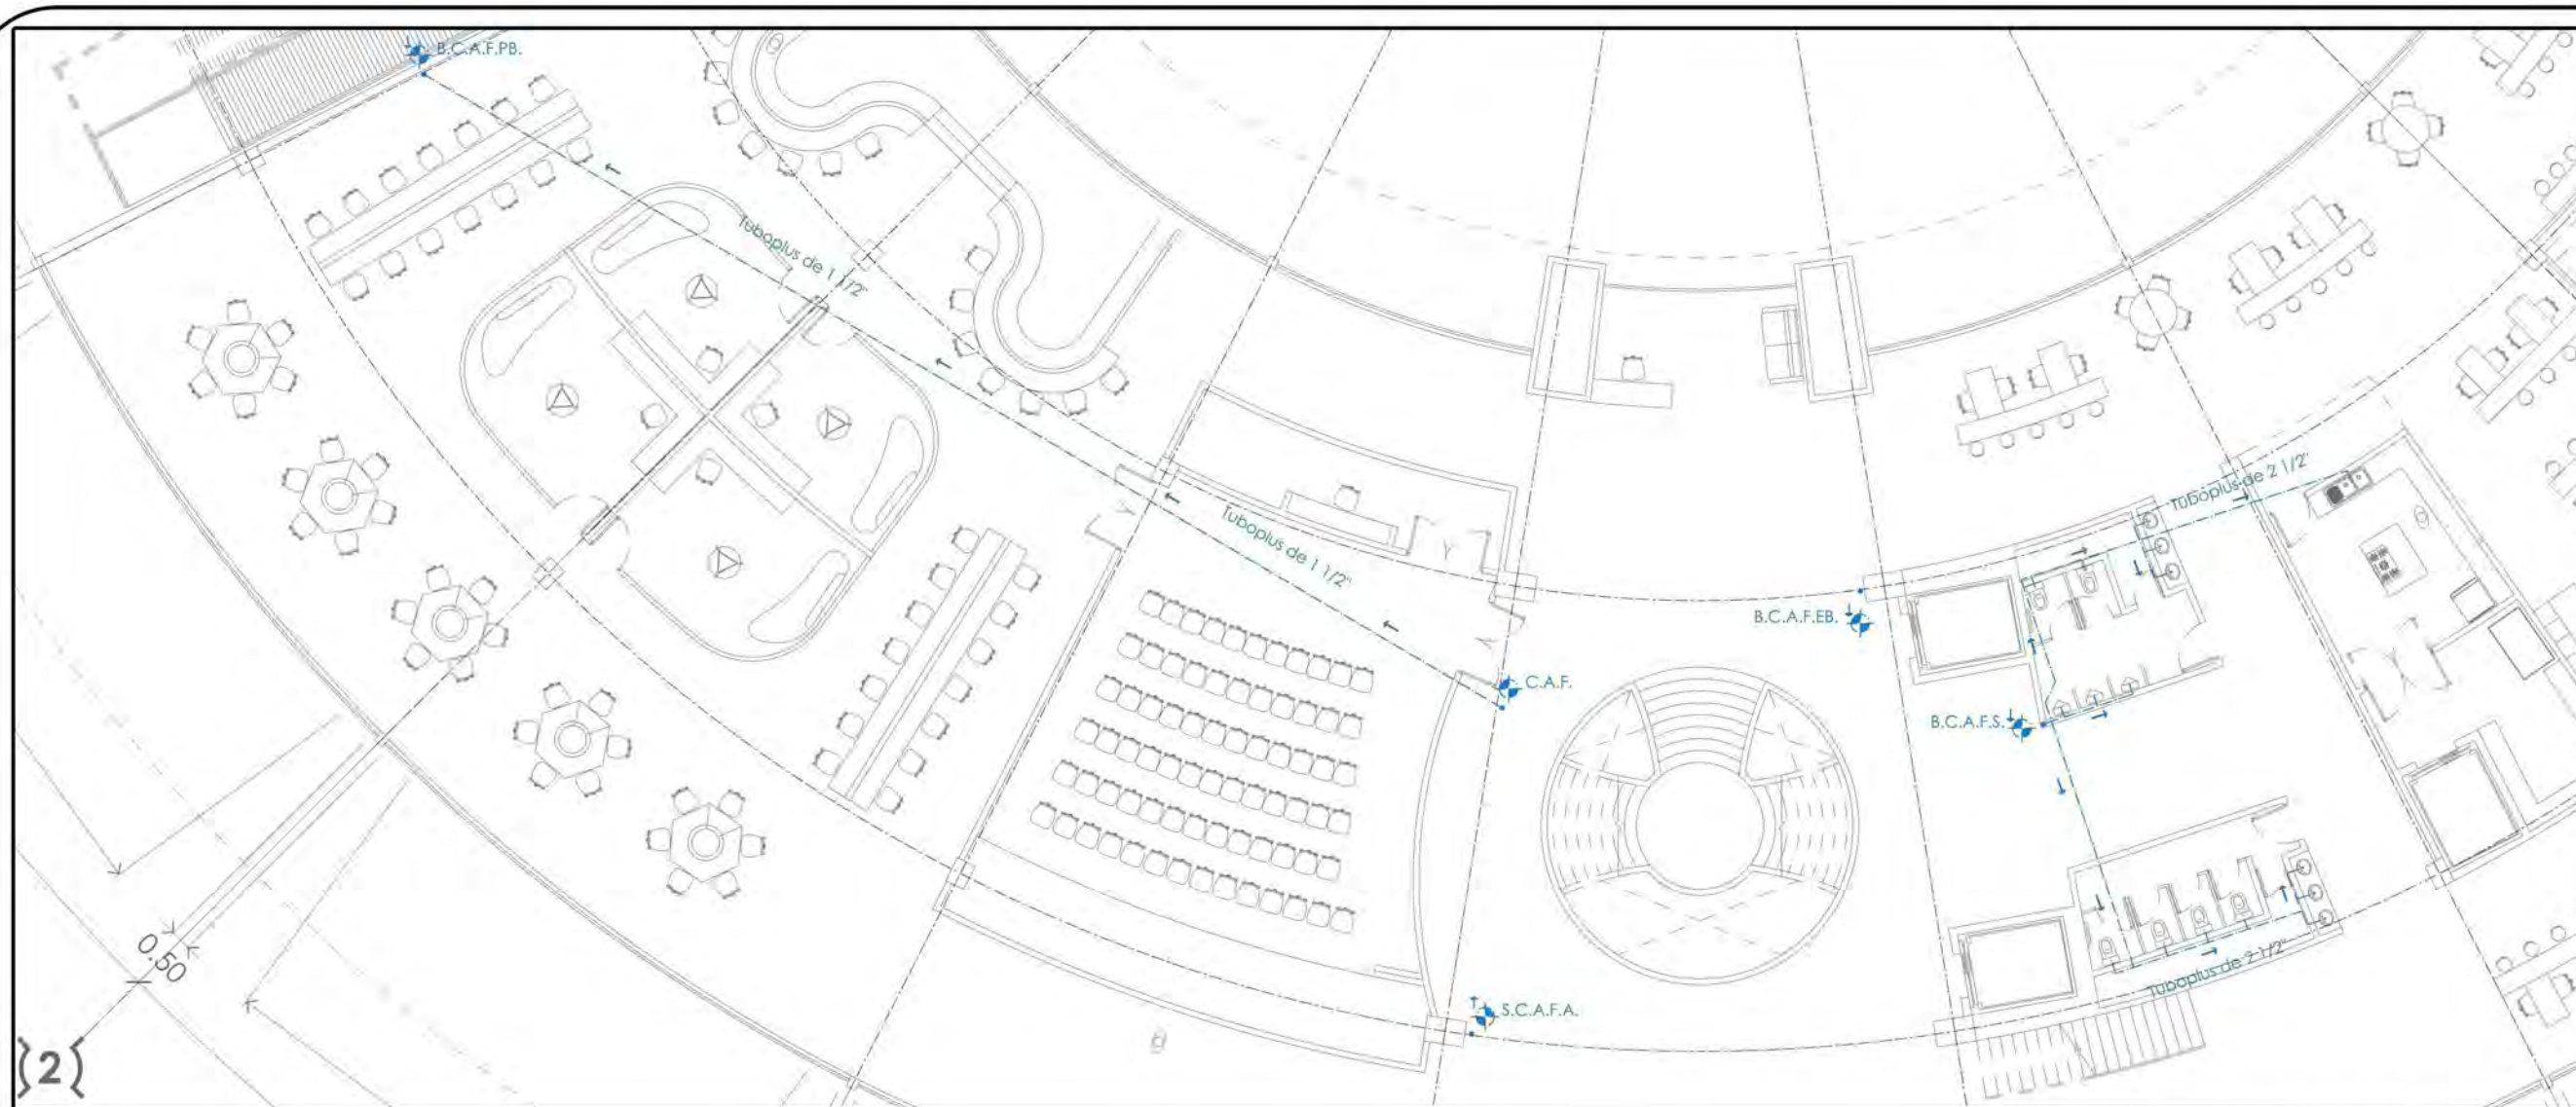 B.C.A.F.PB.
Tuboplus de 1 1/2"
Tuboplus de 2 1/2"
Tuboplus de 1 1/2"
B.C.A.F.EB.
C.A.F.
B.C.A.F.S.
0.50
Tuboplus de 2 1/2"
S.C.A.F.A.
2